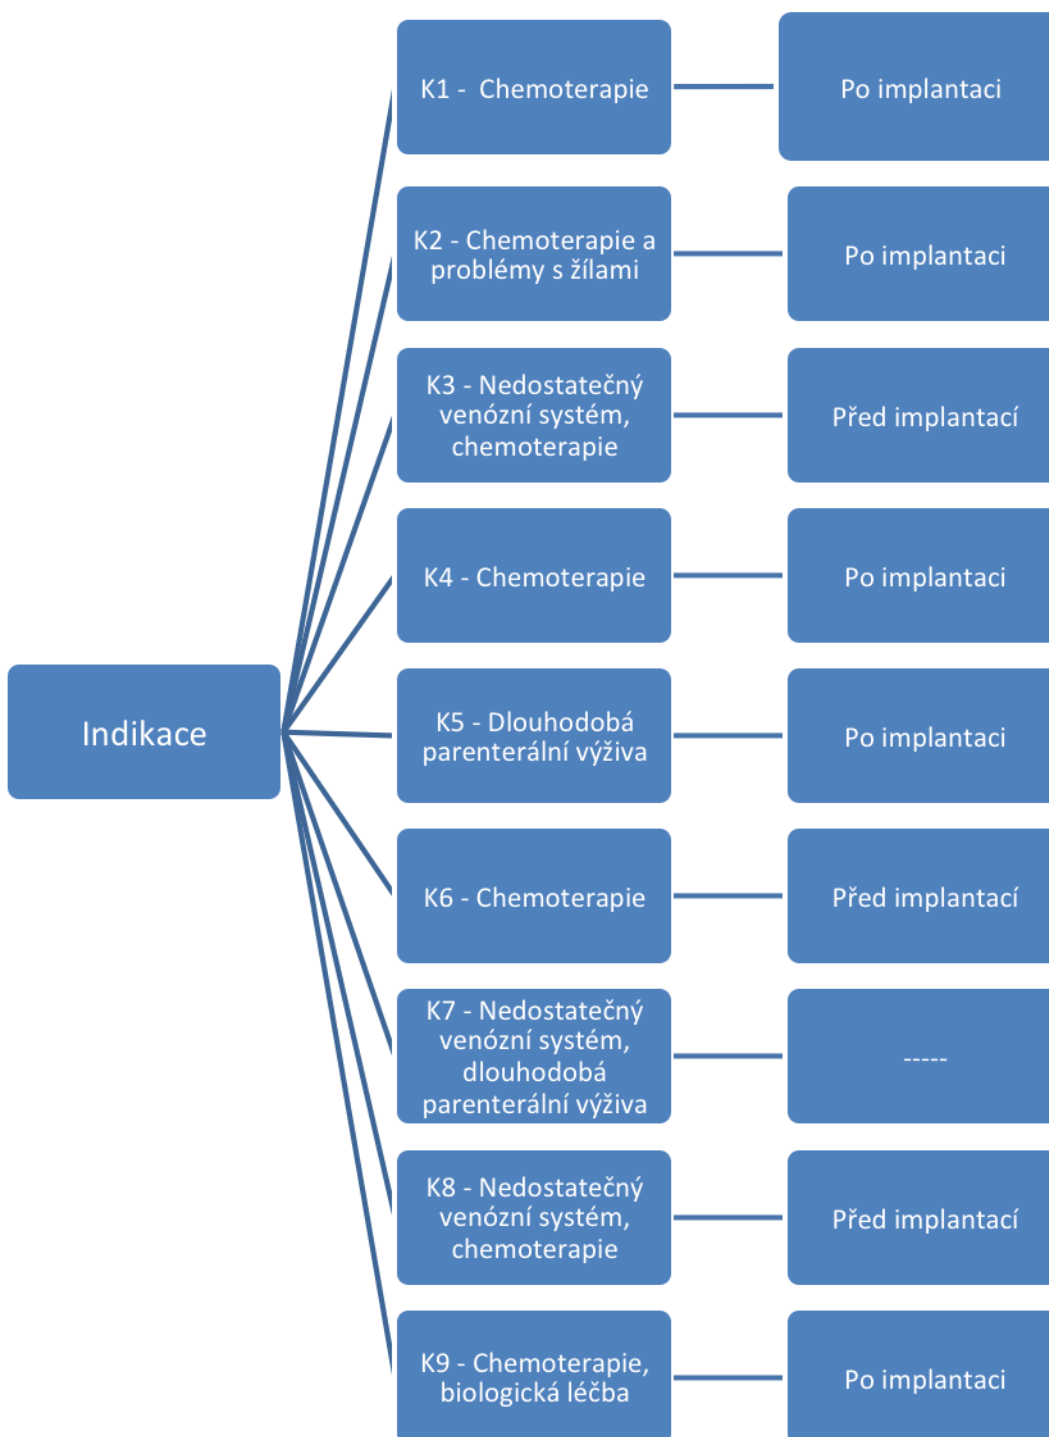 Indikace
K1 - Chemoterapie
Po implantaci
K2 - Chemoterapie a
problémy s žílami
Po implantaci
K3 - Nedostatečný
venózní systém,
chemoterapie
Před implantací
K4 - Chemoterapie
Po implantaci
K5 - Dlouhodobá
parenterální výživa
Po implantaci
K6 - Chemoterapie
Před implantací
K7 - Nedostatečný
venózní systém,
dlouhodobá
parenterální výživa
-----
K8 - Nedostatečný
venózní systém,
chemoterapie
Před implantací
K9 - Chemoterapie,
biologická léčba
Po implantaci